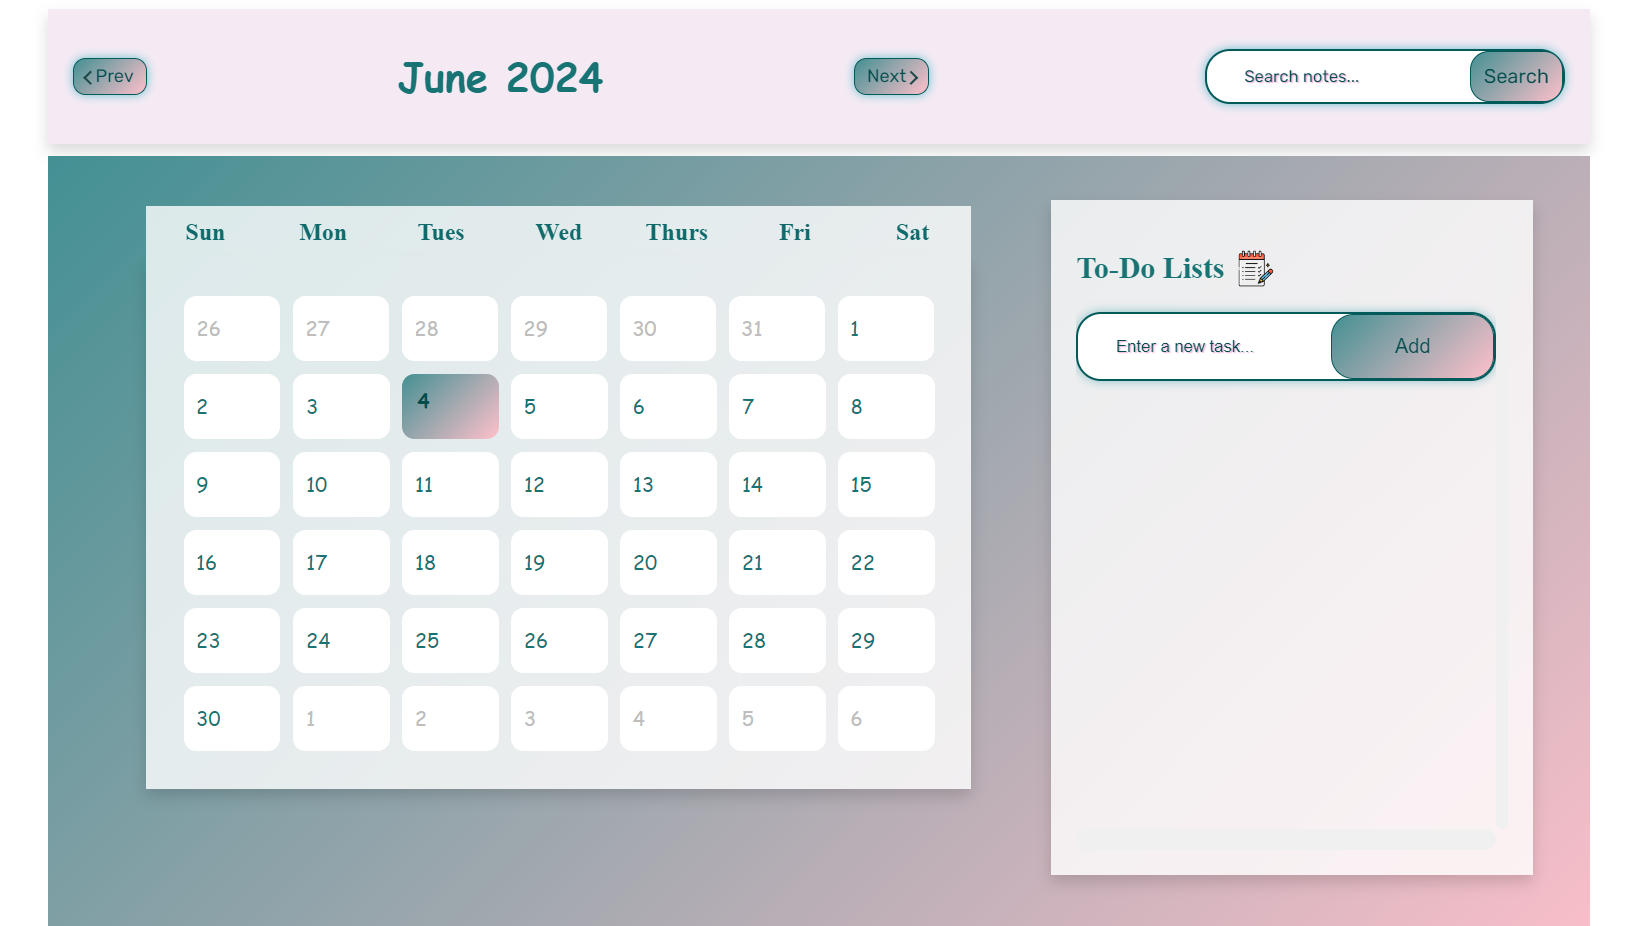 Prev June 2024 Next Search notes... Search
Sun Mon Tues Wed Thurs Fri Sat
26 27 28 29 30 31 1
2 3 4 5 6 7 8
9 10 11 12 13 14 15
16 17 18 19 20 21 22
23 24 25 26 27 28 29
30 1 2 3 4 5 6
To-Do Lists
Enter a new task... Add